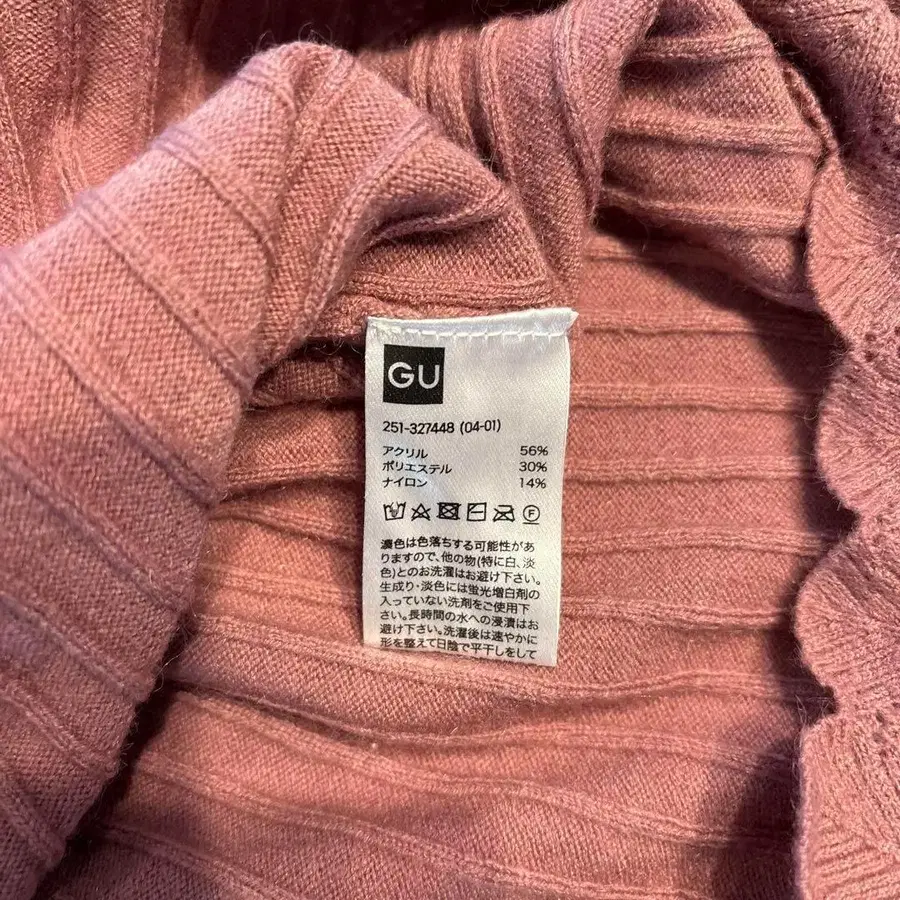 GU
251-327448 (04-01)
アクリル 56%
ポリエステル 30%
ナイロン 14%
F
濃色は色落ちする可能性があ
りますので、他の物(特に白、淡
色)とのお洗濯はお避け下さい。
生成り・淡色には蛍光増白剤の
入っていない洗剤をご使用下
さい。長時間の水への浸漬はお
避け下さい。洗濯後は速やかに
形を整えて日陰で平干しをして